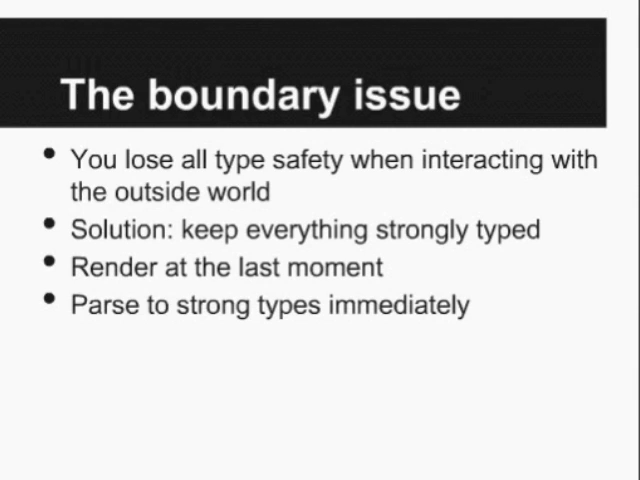 The boundary issue
• You lose all type safety when interacting with
the outside world
• Solution: keep everything strongly typed
• Render at the last moment
• Parse to strong types immediately